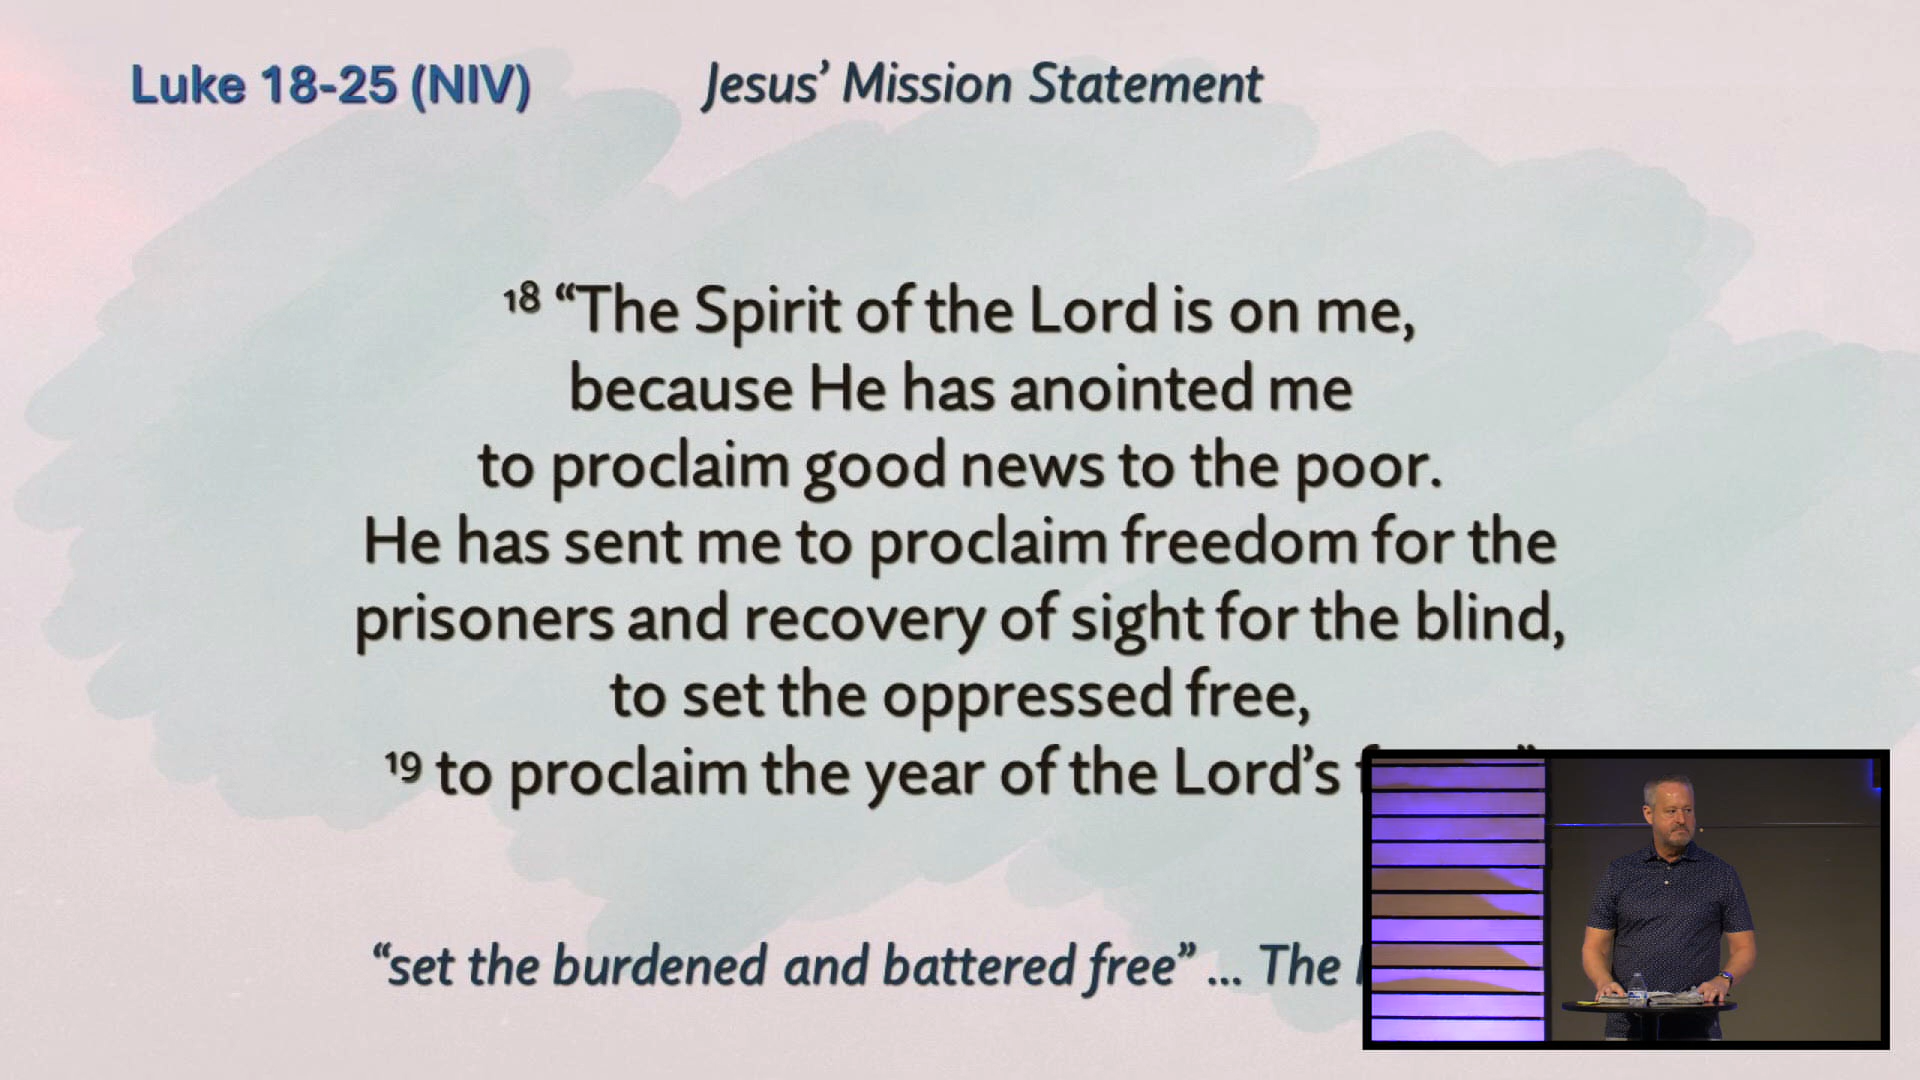 Luke 18-25 (NIV) Jesus’ Mission Statement
18 “The Spirit of the Lord is on me,
because He has anointed me
to proclaim good news to the poor.
He has sent me to proclaim freedom for the
prisoners and recovery of sight for the blind,
to set the oppressed free,
19 to proclaim the year of the Lord’s
“set the burdened and battered free” ... The